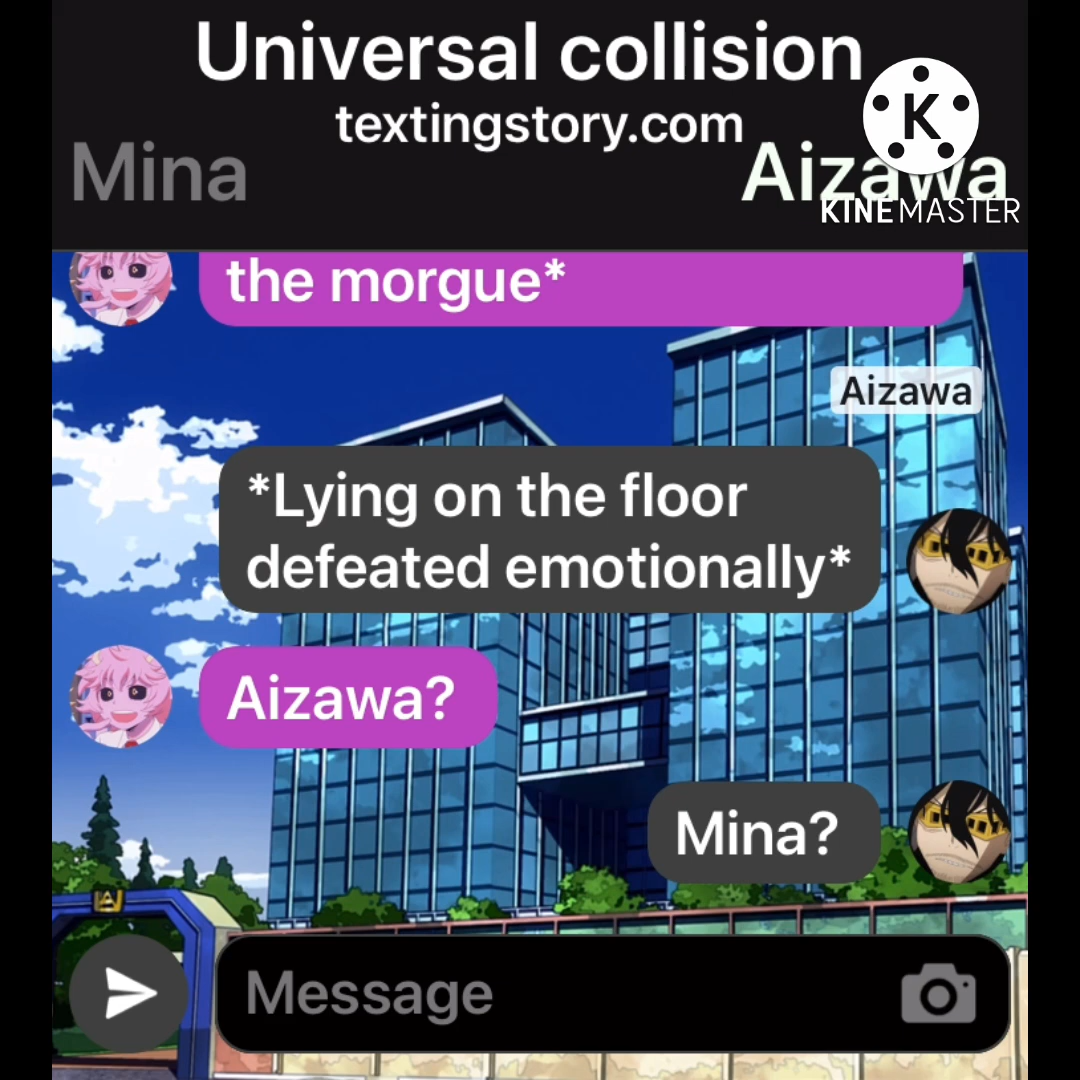 Universal collision
textingstory.com
Mina
Aizawa
K
KINEMASTER
the morgue*
Aizawa
*Lying on the floor
defeated emotionally*
Aizawa?
Mina?
Message